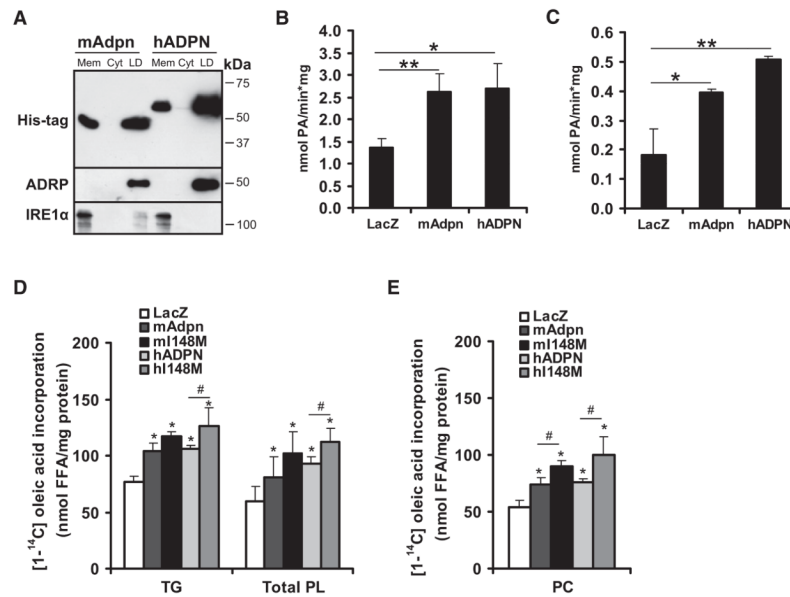 A
mAdpn hADPN
Mem Cyt LD Mem Cyt LD kDa
His-tag
75
50
37
ADRP
50
IRE1α
100
B
nmol PA/min*mg
4.0
3.5
3.0
2.5
2.0
1.5
1.0
0.5
0.0
*
**
LacZ mAdpn hADPN
C
nmol PA/min*mg
0.6
0.5
0.4
0.3
0.2
0.1
0.0
**
*
LacZ mAdpn hADPN
D
LacZ
mAdpn
mI148M
hADPN
hI148M
[1-¹⁴C] oleic acid incorporation
(nmol FFA/mg protein)
200
150
100
50
0
#
* * * *
#
* * * *
TG Total PL
E
LacZ
mAdpn
mI148M
hADPN
hI148M
[1-¹⁴C] oleic acid incorporation
(nmol FFA/mg protein)
200
150
100
50
0
# #
* * * *
PC